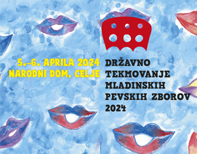 5.-6. APRILA 2024
NARODNI DOM, CELJE
DRŽAVNO
TEKMOVANJE
MLADINSKIH
PEVSKIH ZBOROV
2024